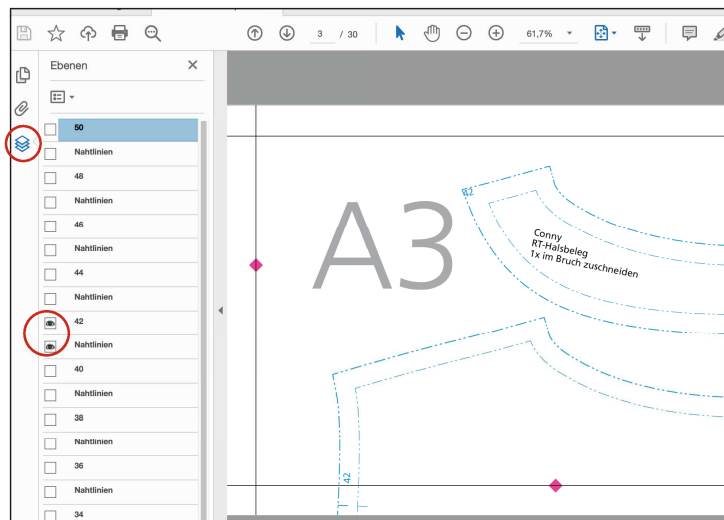 3 / 30
61,7%
Ebenen
50
Nahtlinien
48
Nahtlinien
46
Nahtlinien
44
Nahtlinien
42
Nahtlinien
40
Nahtlinien
38
Nahtlinien
36
Nahtlinien
34
A3
42
Conny
RT-Halsbeleg
1x im Bruch zuschneiden
42